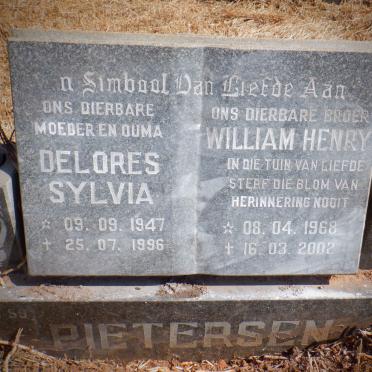 'n Simbool Van Liefde Aan
ONS DIERBARE
MOEDER EN OUMA
DELORES
SYLVIA
☆ 09. 09. 1947
✝ 25. 07. 1996
ONS DIERBARE BROER
WILLIAM HENRY
IN DIE TUIN VAN LIEFDE
STERF DIE BLOM VAN
HERINNERING NOOIT
☆ 08. 04. 1968
✝ 16. 03. 2002
PIETERSEN